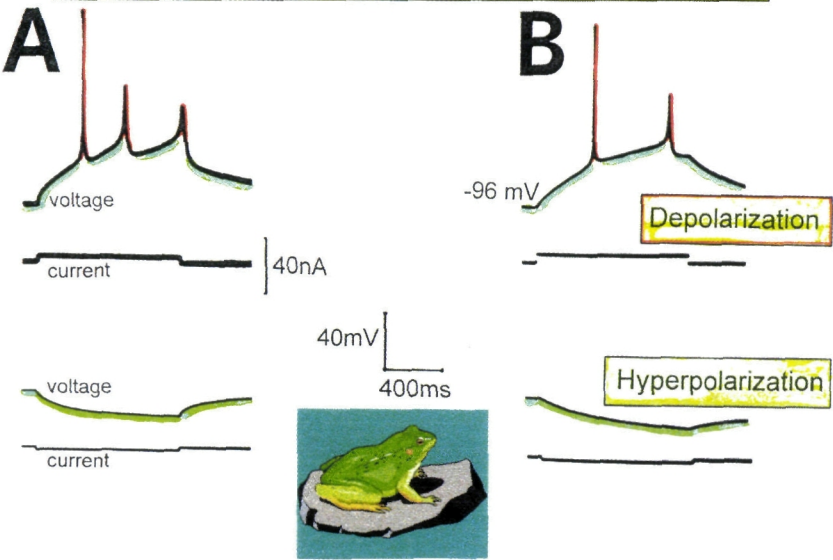 A
B
voltage
-96 mV
Depolarization
current
40nA
40mV
400ms
voltage
Hyperpolarization
current